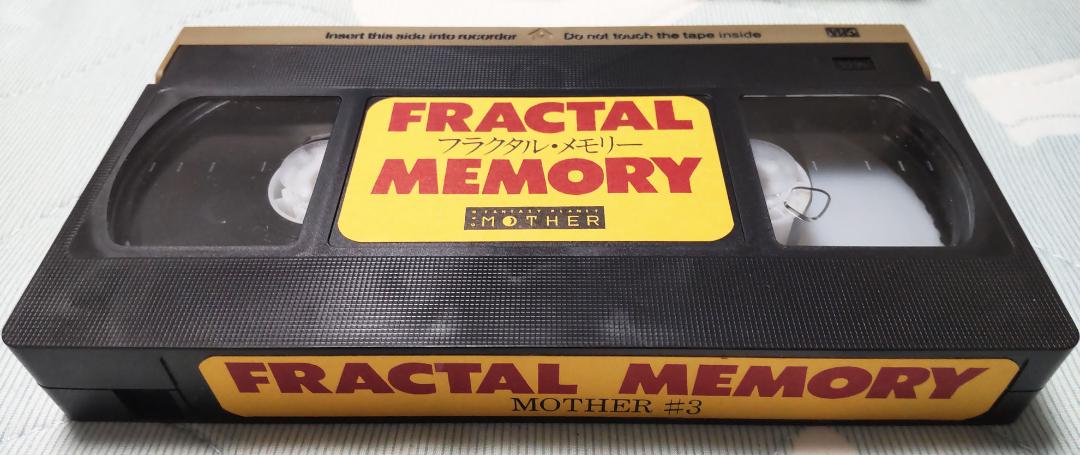 Insert this side into recorder Do not touch the tape inside VHS
FRACTAL
フラクタル・メモリー
MEMORY
FANTASY PLANET
MOTHER
FRACTAL MEMORY
MOTHER #3